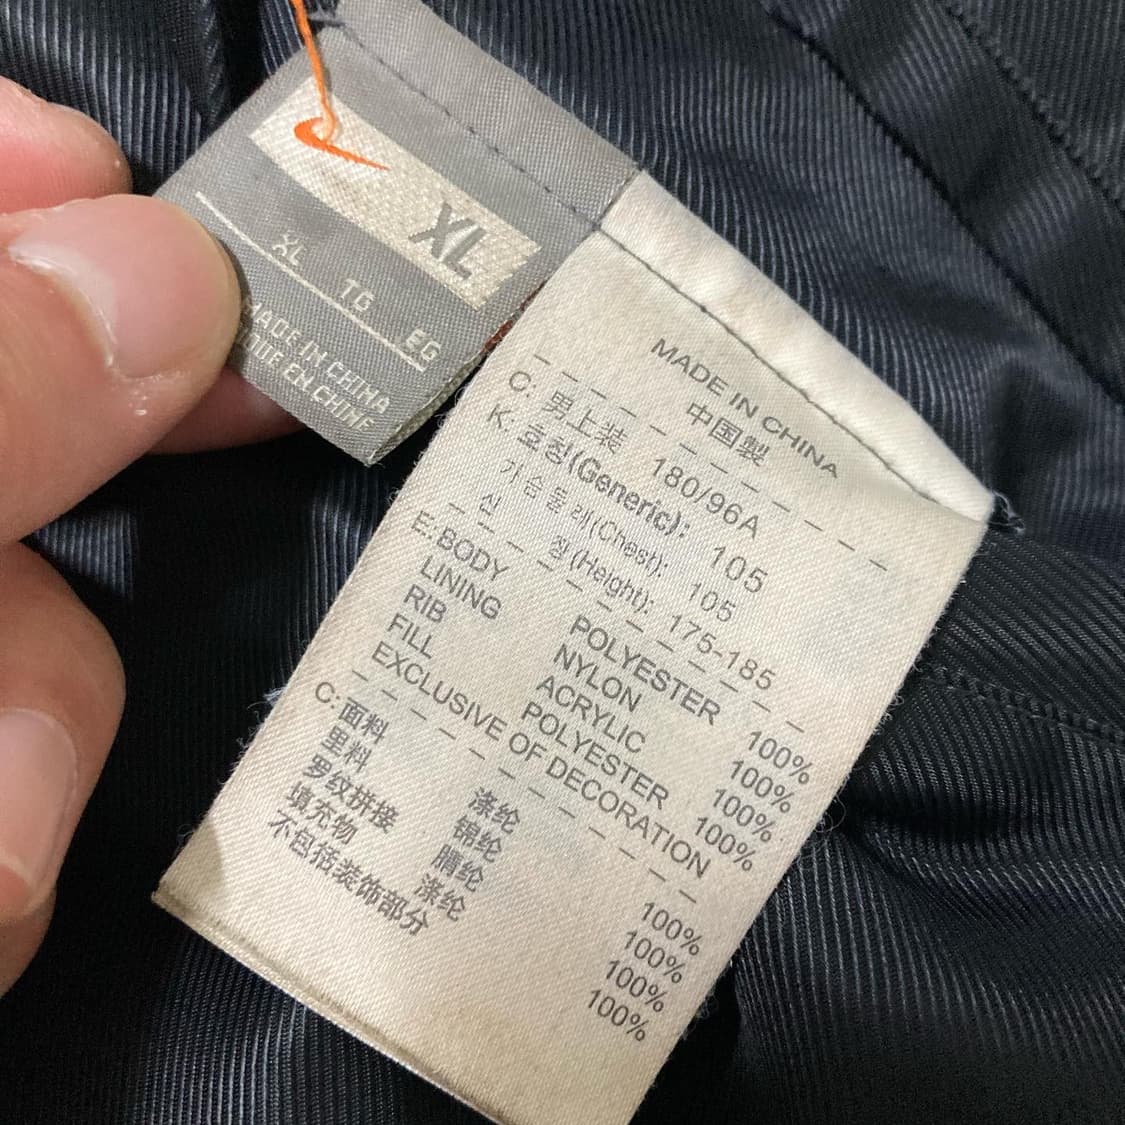 XL
XL TG EG
MADE IN CHINA
EN CHINE
MADE IN CHINA
中国製
C: 男上装 180/96A
K: 호칭(Generic): 105
가슴둘레(Chest): 105
신 장(Height): 175-185
E: BODY POLYESTER 100%
LINING NYLON 100%
RIB ACRYLIC 100%
FILL POLYESTER 100%
EXCLUSIVE OF DECORATION
C: 面料 涤纶 100%
里料 锦纶 100%
罗纹拼接 腈纶 100%
填充物 涤纶 100%
不包括装饰部分